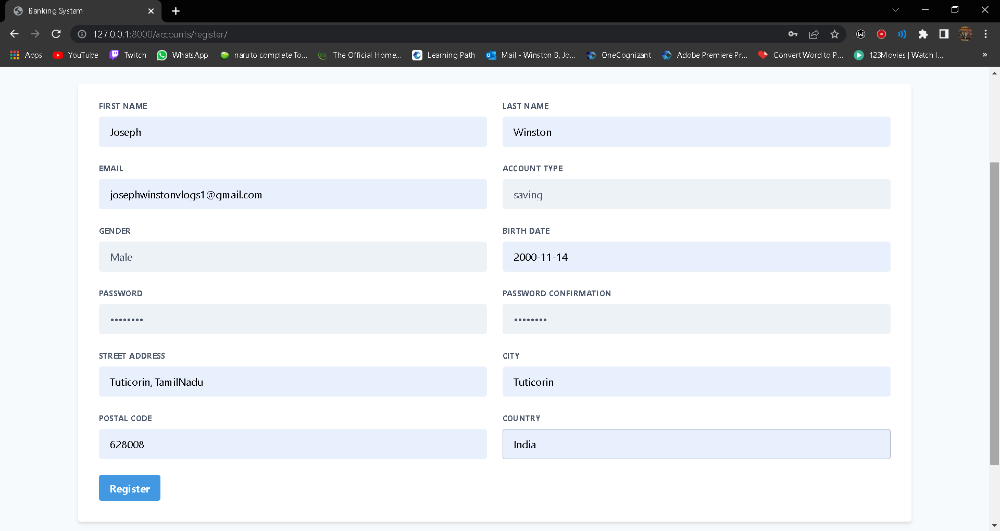 Banking System
127.0.0.1:8000/accounts/register/
Apps YouTube Twitch WhatsApp naruto complete To... The Official Home... Learning Path Mail - Winston B, Jo... OneCognizant Adobe Premiere Pr... Convert Word to P... 123Movies | Watch I... »
FIRST NAME LAST NAME
Joseph Winston
EMAIL ACCOUNT TYPE
josephwinstonvlogs1@gmail.com saving
GENDER BIRTH DATE
Male 2000-11-14
PASSWORD PASSWORD CONFIRMATION
•••••••• ••••••••
STREET ADDRESS CITY
Tuticorin, TamilNadu Tuticorin
POSTAL CODE COUNTRY
628008 India
Register